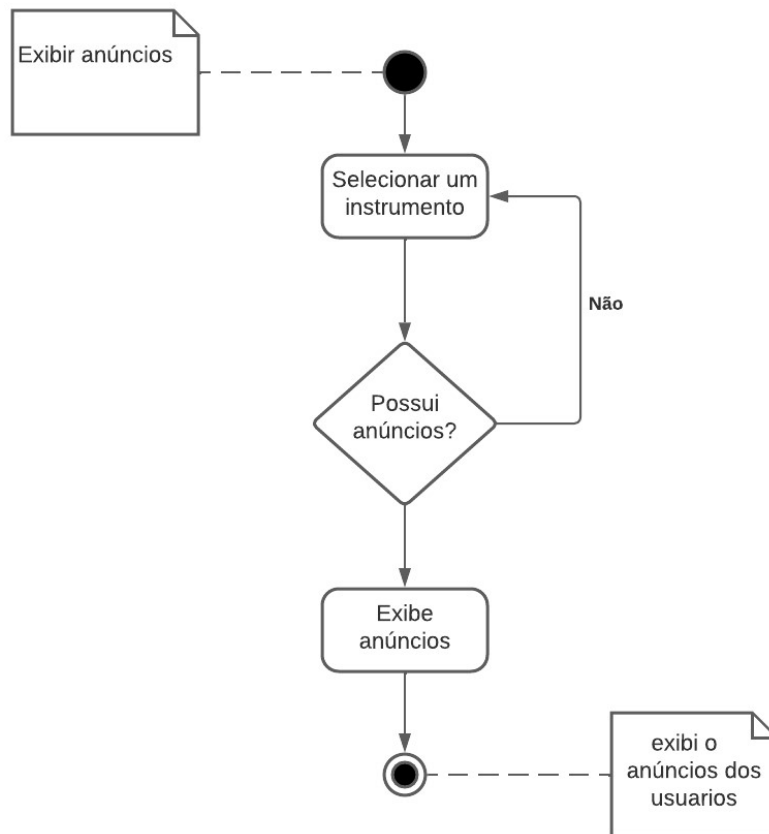 Exibir anúncios
Selecionar um
instrumento
Não
Possui
anúncios?
Exibe
anúncios
exibi o
anúncios dos
usuarios